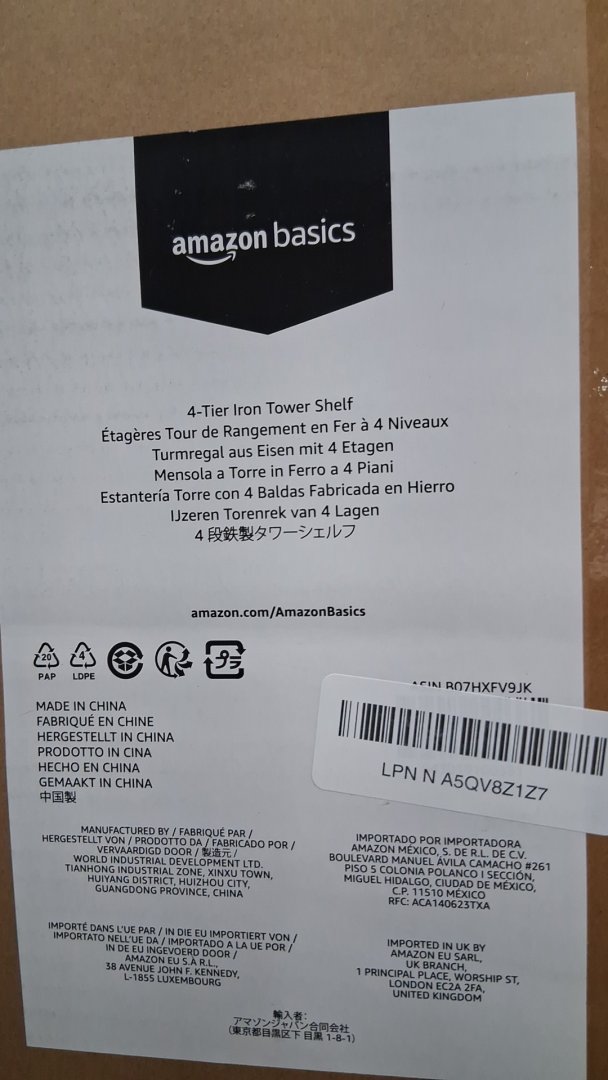 amazon basics
4-Tier Iron Tower Shelf
Étagères Tour de Rangement en Fer à 4 Niveaux
Turmregal aus Eisen mit 4 Etagen
Mensola a Torre in Ferro a 4 Piani
Estantería Torre con 4 Baldas Fabricada en Hierro
IJzeren Torenrek van 4 Lagen
4 段鉄製タワーシェルフ
amazon.com/AmazonBasics
20
PAP
4
LDPE
プラ
ASIN B07HXFV9JK
LPN N A5QV8Z1Z7
MADE IN CHINA
FABRIQUÉ EN CHINE
HERGESTELLT IN CHINA
PRODOTTO IN CINA
HECHO EN CHINA
GEMAAKT IN CHINA
中国製
MANUFACTURED BY / FABRIQUÉ PAR /
HERGESTELLT VON / PRODOTTO DA / FABRICADO POR /
VERVAARDIGD DOOR / 製造元 /
WORLD INDUSTRIAL DEVELOPMENT LTD.
TIANHONG INDUSTRIAL ZONE, XINXU TOWN,
HUIYANG DISTRICT, HUIZHOU CITY,
GUANGDONG PROVINCE, CHINA
IMPORTADO POR IMPORTADORA
AMAZON MÉXICO, S. DE R.L. DE C.V.
BOULEVARD MANUEL ÁVILA CAMACHO #261
PISO 5 COLONIA POLANCO I SECCIÓN,
MIGUEL HIDALGO, CIUDAD DE MÉXICO,
C.P. 11510 MÉXICO
RFC: ACA140623TXA
IMPORTÉ DANS L'UE PAR / IN DIE EU IMPORTIERT VON /
IMPORTATO NELL'UE DA / IMPORTADO A LA UE POR /
IN DE EU INGEVOERD DOOR /
AMAZON EU S.À R.L.,
38 AVENUE JOHN F. KENNEDY,
L-1855 LUXEMBOURG
IMPORTED IN UK BY
AMAZON EU SARL,
UK BRANCH,
1 PRINCIPAL PLACE, WORSHIP ST,
LONDON EC2A 2FA,
UNITED KINGDOM
輸入者:
アマゾンジャパン合同会社
(東京都目黒区下 目黒 1-8-1)